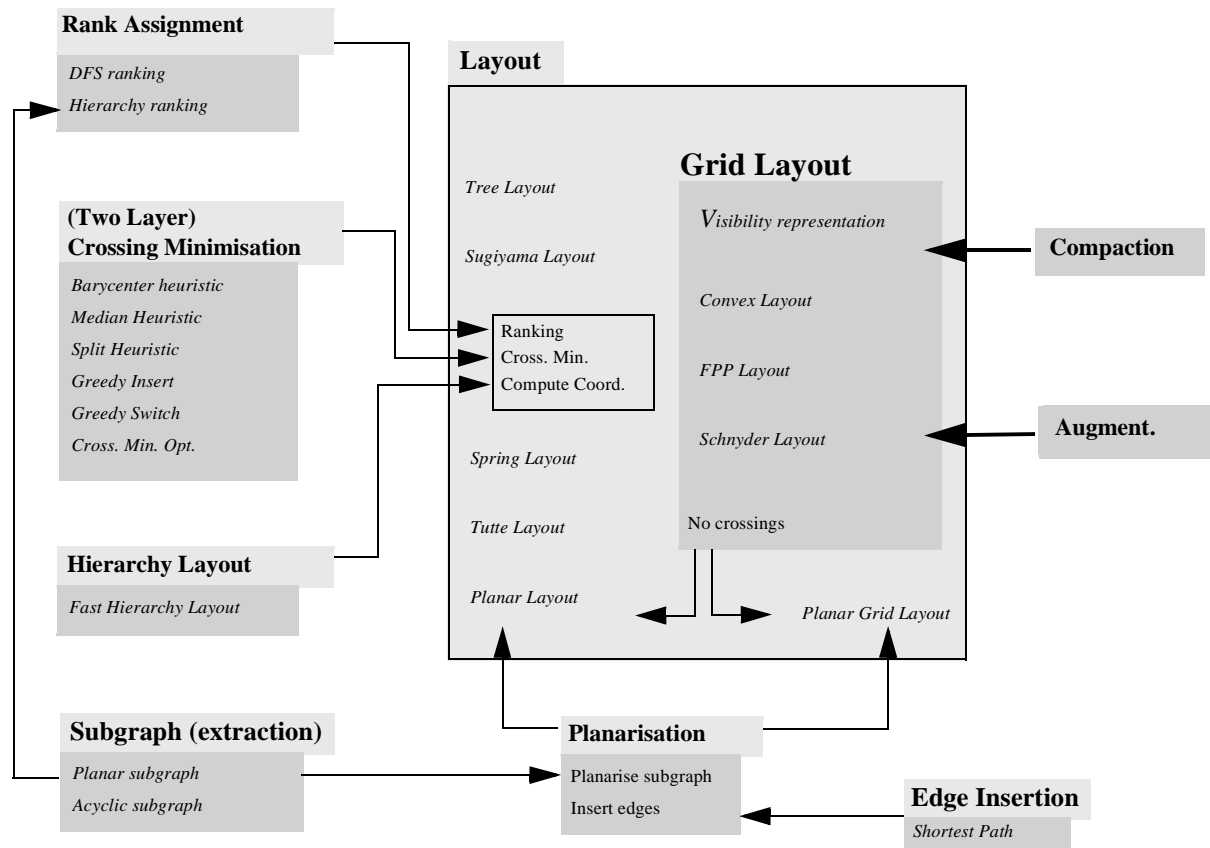 Rank Assignment
DFS ranking
Hierarchy ranking
(Two Layer)
Crossing Minimisation
Barycenter heuristic
Median Heuristic
Split Heuristic
Greedy Insert
Greedy Switch
Cross. Min. Opt.
Hierarchy Layout
Fast Hierarchy Layout
Subgraph (extraction)
Planar subgraph
Acyclic subgraph
Layout
Tree Layout
Sugiyama Layout
Ranking
Cross. Min.
Compute Coord.
Spring Layout
Tutte Layout
Planar Layout
Grid Layout
Visibility representation
Convex Layout
FPP Layout
Schnyder Layout
No crossings
Planar Grid Layout
Compaction
Augment.
Planarisation
Planarise subgraph
Insert edges
Edge Insertion
Shortest Path